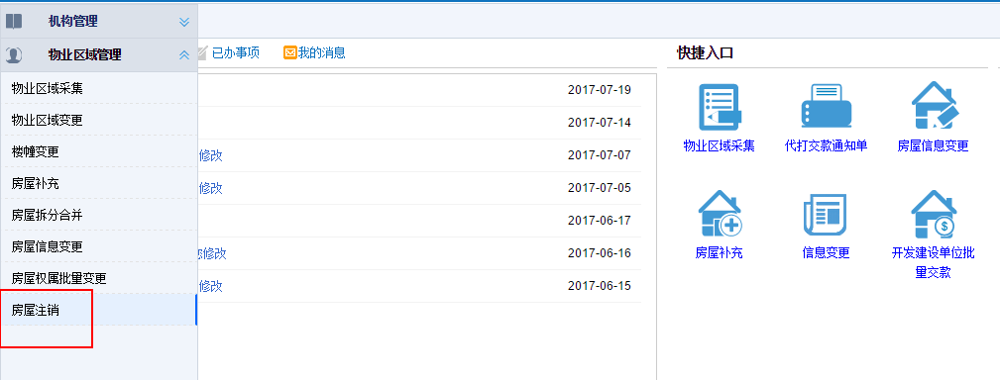 机构管理
物业区域管理
物业区域采集
物业区域变更
楼幢变更
房屋补充
房屋拆分合并
房屋信息变更
房屋权属批量变更
房屋注销
已办事项 我的消息
2017-07-19
2017-07-14
修改 2017-07-07
修改 2017-07-05
2017-06-17
您修改 2017-06-16
修改 2017-06-15
快捷入口
物业区域采集 代打交款通知单 房屋信息变更
房屋补充 信息变更 开发建设单位批
量交款